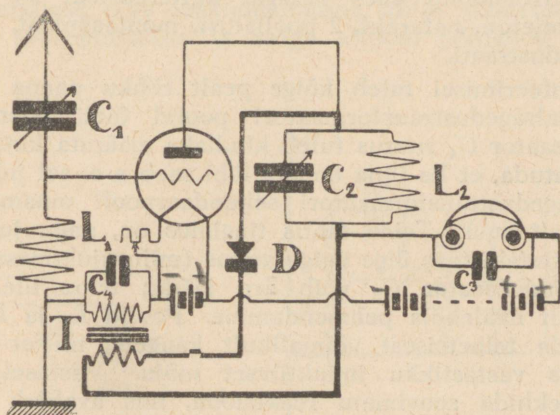 C₁
C₂
L₂
L₁
D
C₃
C₄
- +
- +
- +
T